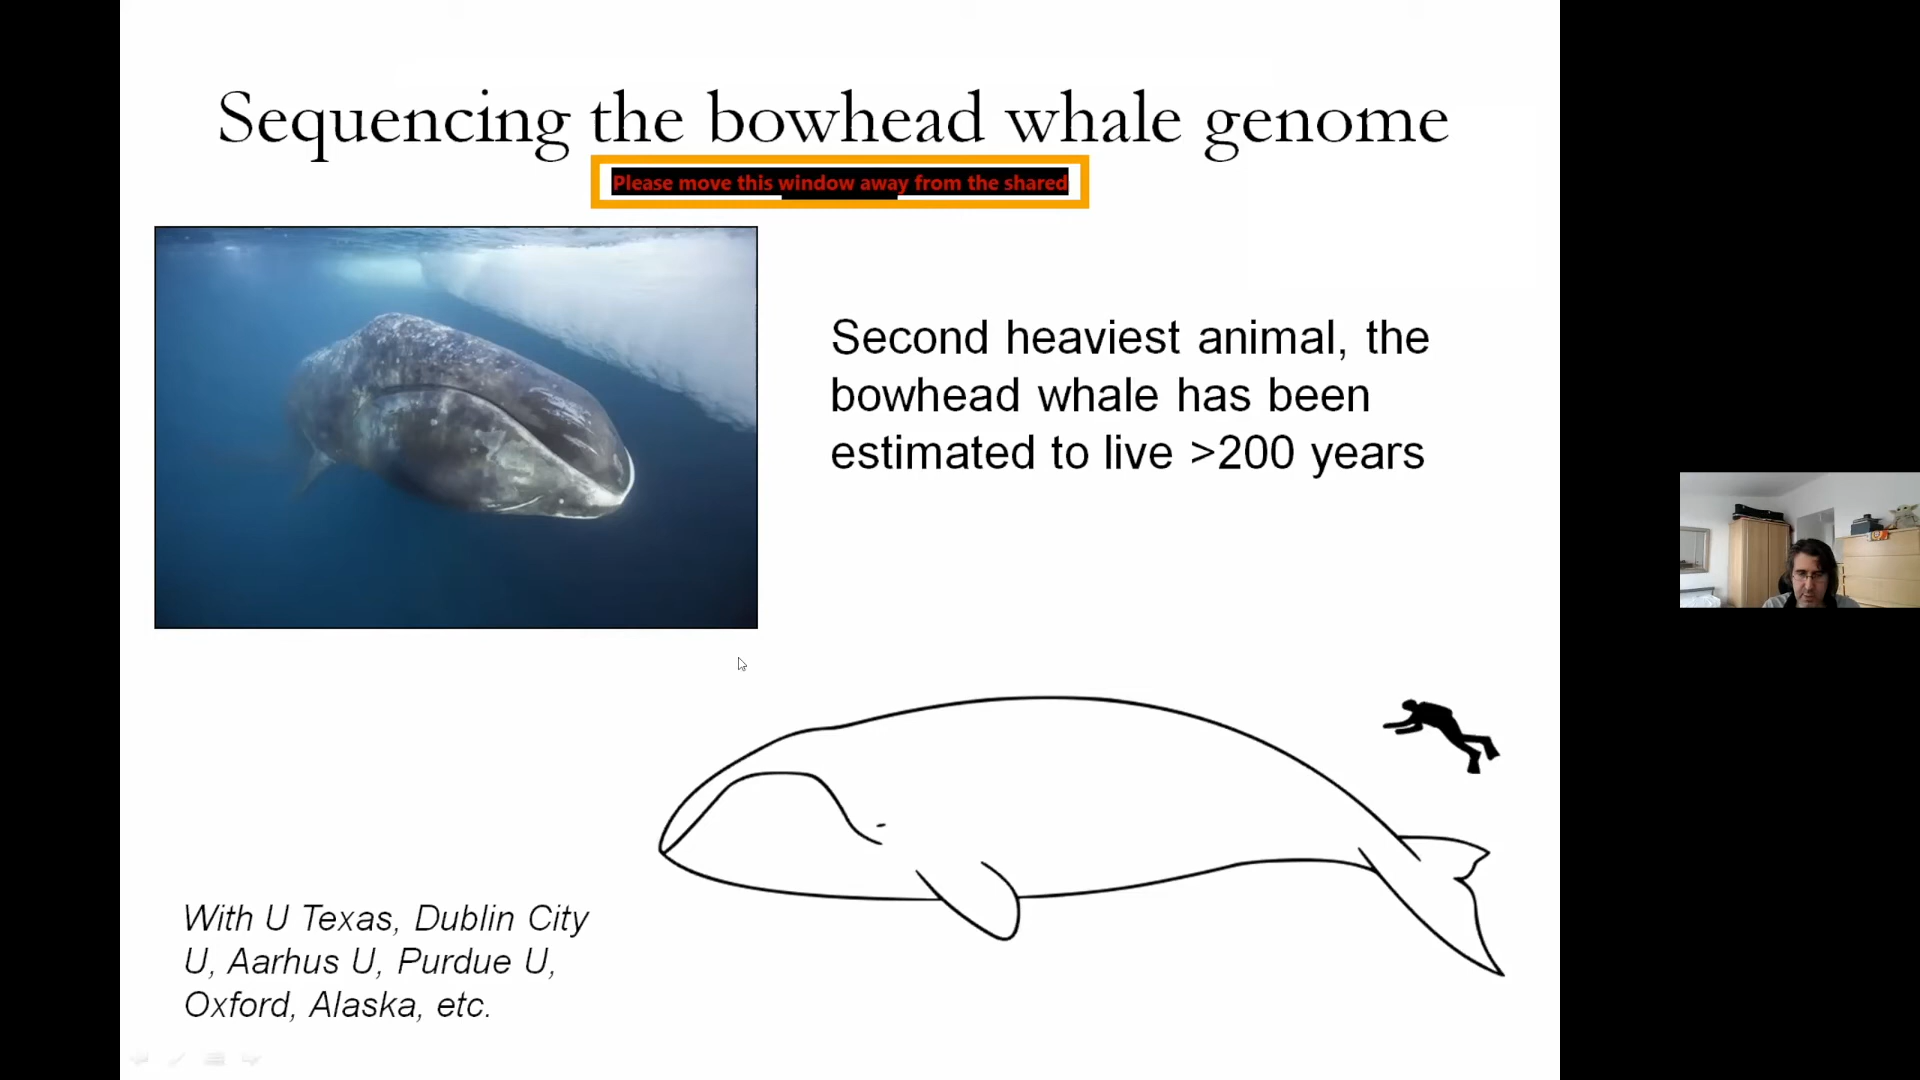 Sequencing the bowhead whale genome
Please move this window away from the shared
Second heaviest animal, the
bowhead whale has been
estimated to live >200 years
With U Texas, Dublin City
U, Aarhus U, Purdue U,
Oxford, Alaska, etc.